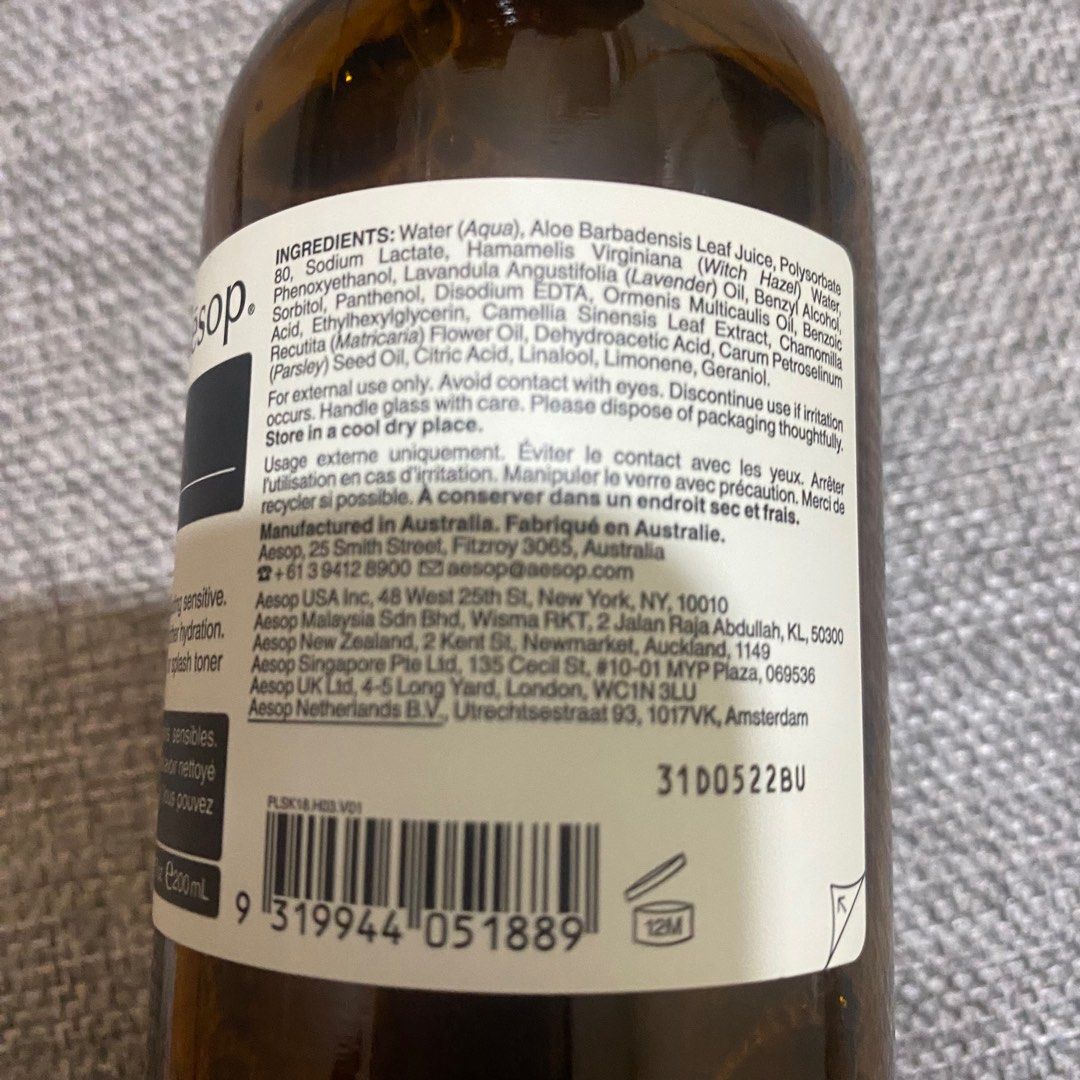 INGREDIENTS: Water (Aqua), Aloe Barbadensis Leaf Juice, Polysorbate
80, Sodium Lactate, Hamamelis Virginiana (Witch Hazel) Water,
Phenoxyethanol, Lavandula Angustifolia (Lavender) Oil, Benzyl Alcohol,
Sorbitol, Panthenol, Disodium EDTA, Ormenis Multicaulis Oil, Benzoic
Acid, Ethylhexylglycerin, Camellia Sinensis Leaf Extract, Chamomilla
Recutita (Matricaria) Flower Oil, Dehydroacetic Acid, Carum Petroselinum
(Parsley) Seed Oil, Citric Acid, Linalool, Limonene, Geraniol.
For external use only. Avoid contact with eyes. Discontinue use if irritation
occurs. Handle glass with care. Please dispose of packaging thoughtfully.
Store in a cool dry place.
Usage externe uniquement. Éviter le contact avec les yeux. Arrêter
l'utilisation en cas d'irritation. Manipuler le verre avec précaution. Merci de
recycler si possible. À conserver dans un endroit sec et frais.
Manufactured in Australia. Fabriqué en Australie.
Aesop, 25 Smith Street, Fitzroy 3065, Australia
☎+61 3 9412 8900 ✉aesop@aesop.com
Aesop USA Inc, 48 West 25th St, New York, NY, 10010
Aesop Malaysia Sdn Bhd, Wisma RKT, 2 Jalan Raja Abdullah, KL, 50300
Aesop New Zealand, 2 Kent St, Newmarket, Auckland, 1149
Aesop Singapore Pte Ltd, 135 Cecil St, #10-01 MYP Plaza, 069536
Aesop UK Ltd, 4-5 Long Yard, London, WC1N 3LU
Aesop Netherlands B.V., Utrechtsestraat 93, 1017VK, Amsterdam
31D0522BU
PLSK18.H03.V01
9 319944 051889
12M
sop.®
sensitive.
hydration.
splash toner
sensibles.
nettoyé
pouvez
e200 mL